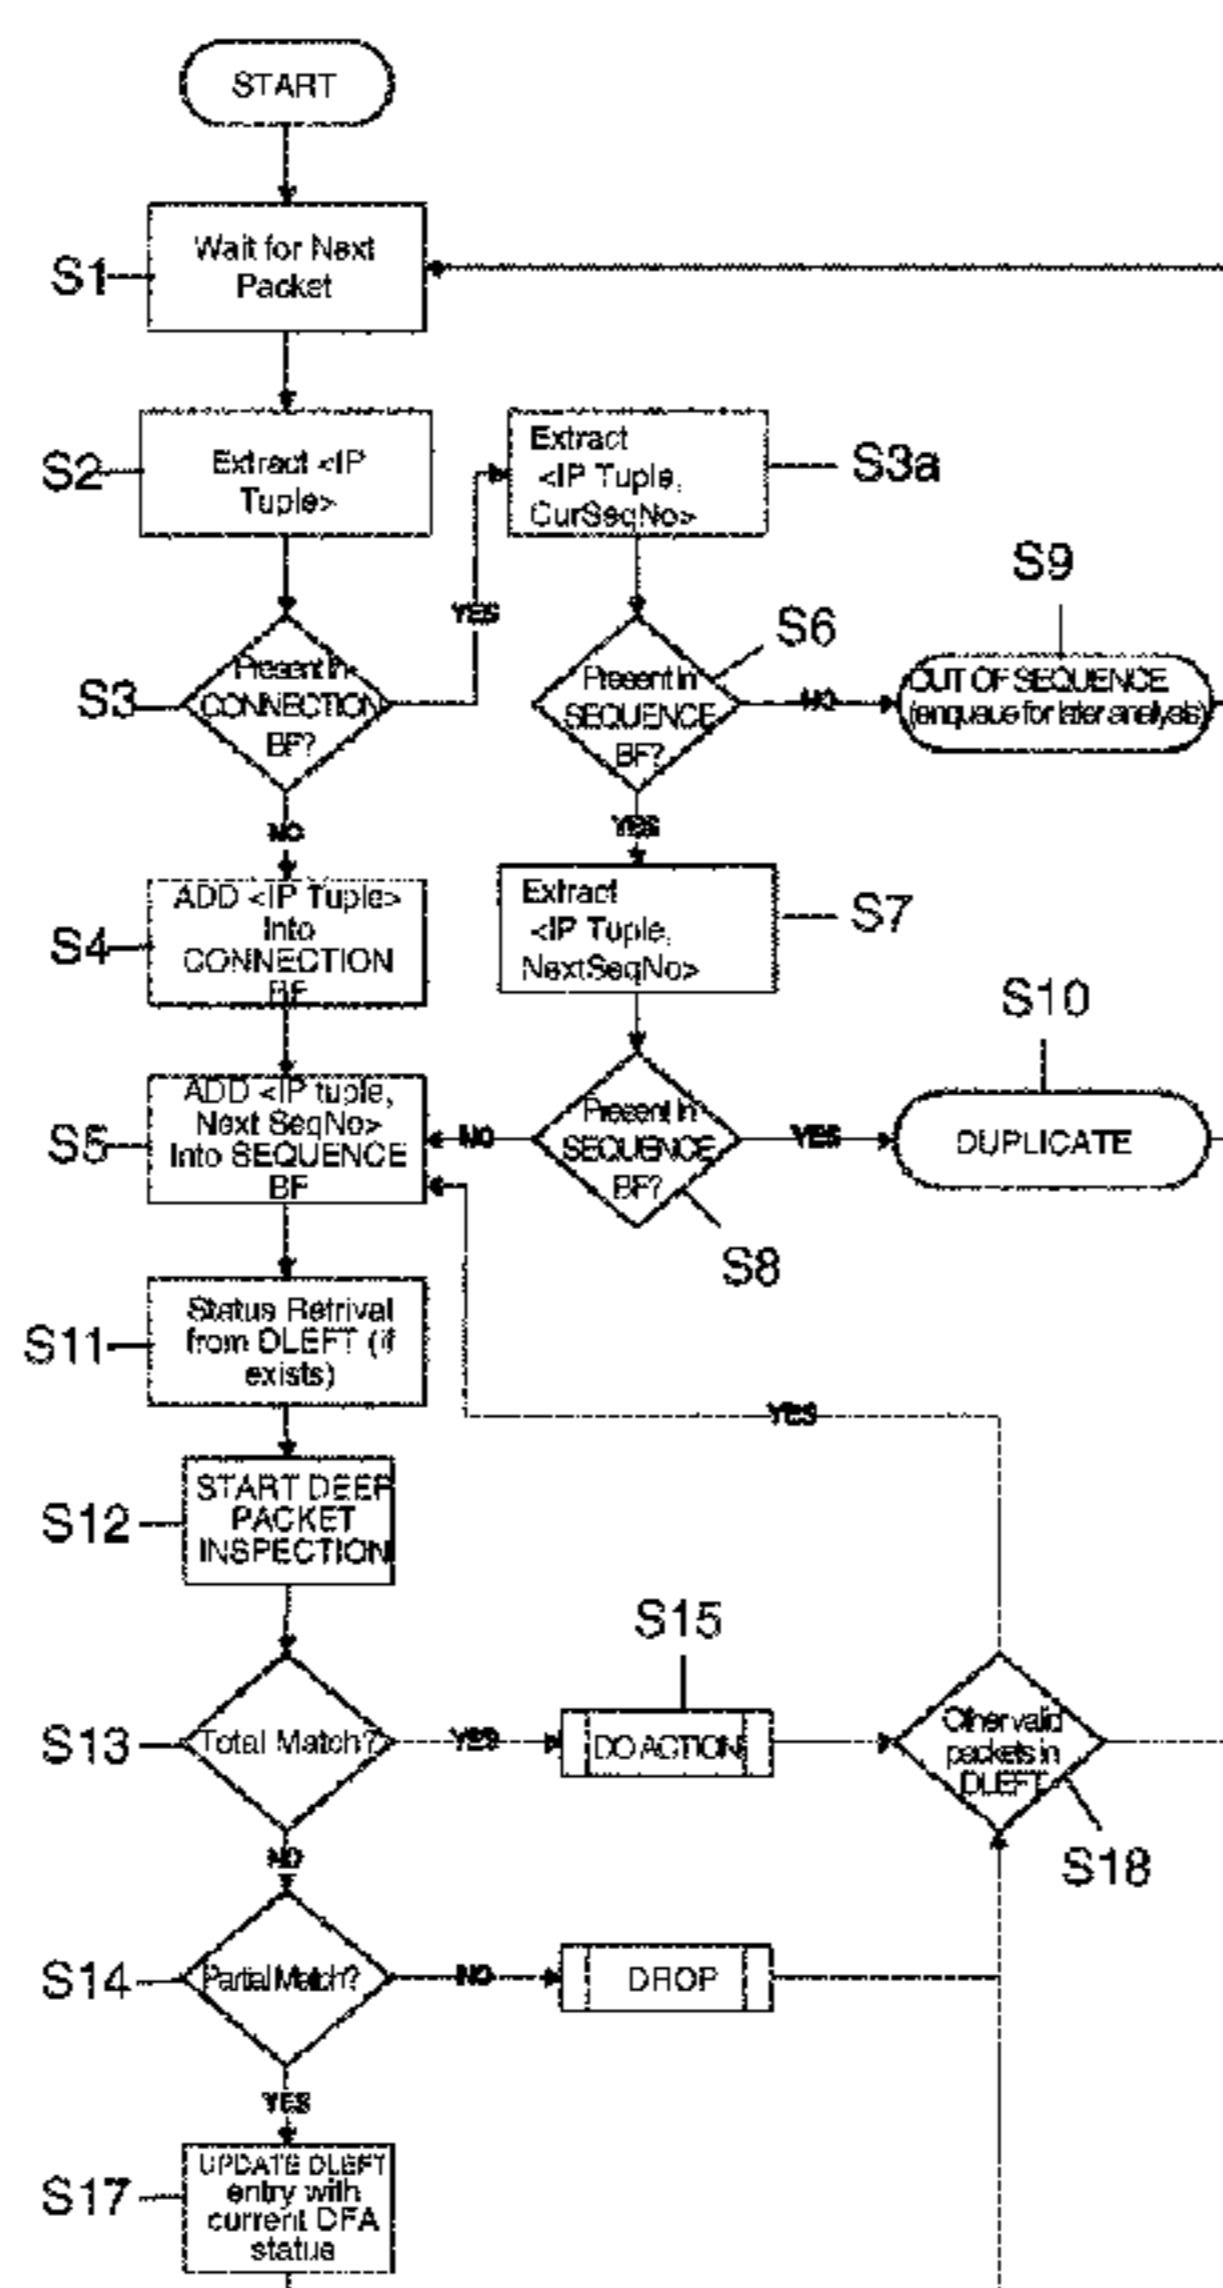 START
Wait for Next
Packet
S1
Extract <IP
Tuple>
S2
Extract
<IP Tuple,
CurSeqNo>
S3a
YES
Present in
CONNECTION
BF?
S3
Present in
SEQUENCE
BF?
S6
NO
S9
OUT OF SEQUENCE
(enqueue for later analysis)
NO
YES
ADD <IP Tuple>
Into
CONNECTION
BF
S4
Extract
<IP Tuple,
NextSeqNo>
S7
ADD <IP tuple,
Next SeqNo>
Into SEQUENCE
BF
S5
NO
Present in
SEQUENCE
BF?
S8
YES
S10
DUPLICATE
Status Retrival
from DLEFT (if
exists)
S11
YES
START DEEP
PACKET
INSPECTION
S12
Total Match?
S13
YES
S15
DO ACTION
Other valid
packets in
DLEFT
S18
NO
Partial Match?
S14
NO
DROP
YES
UPDATE DLEFT
entry with
current DFA
status
S17